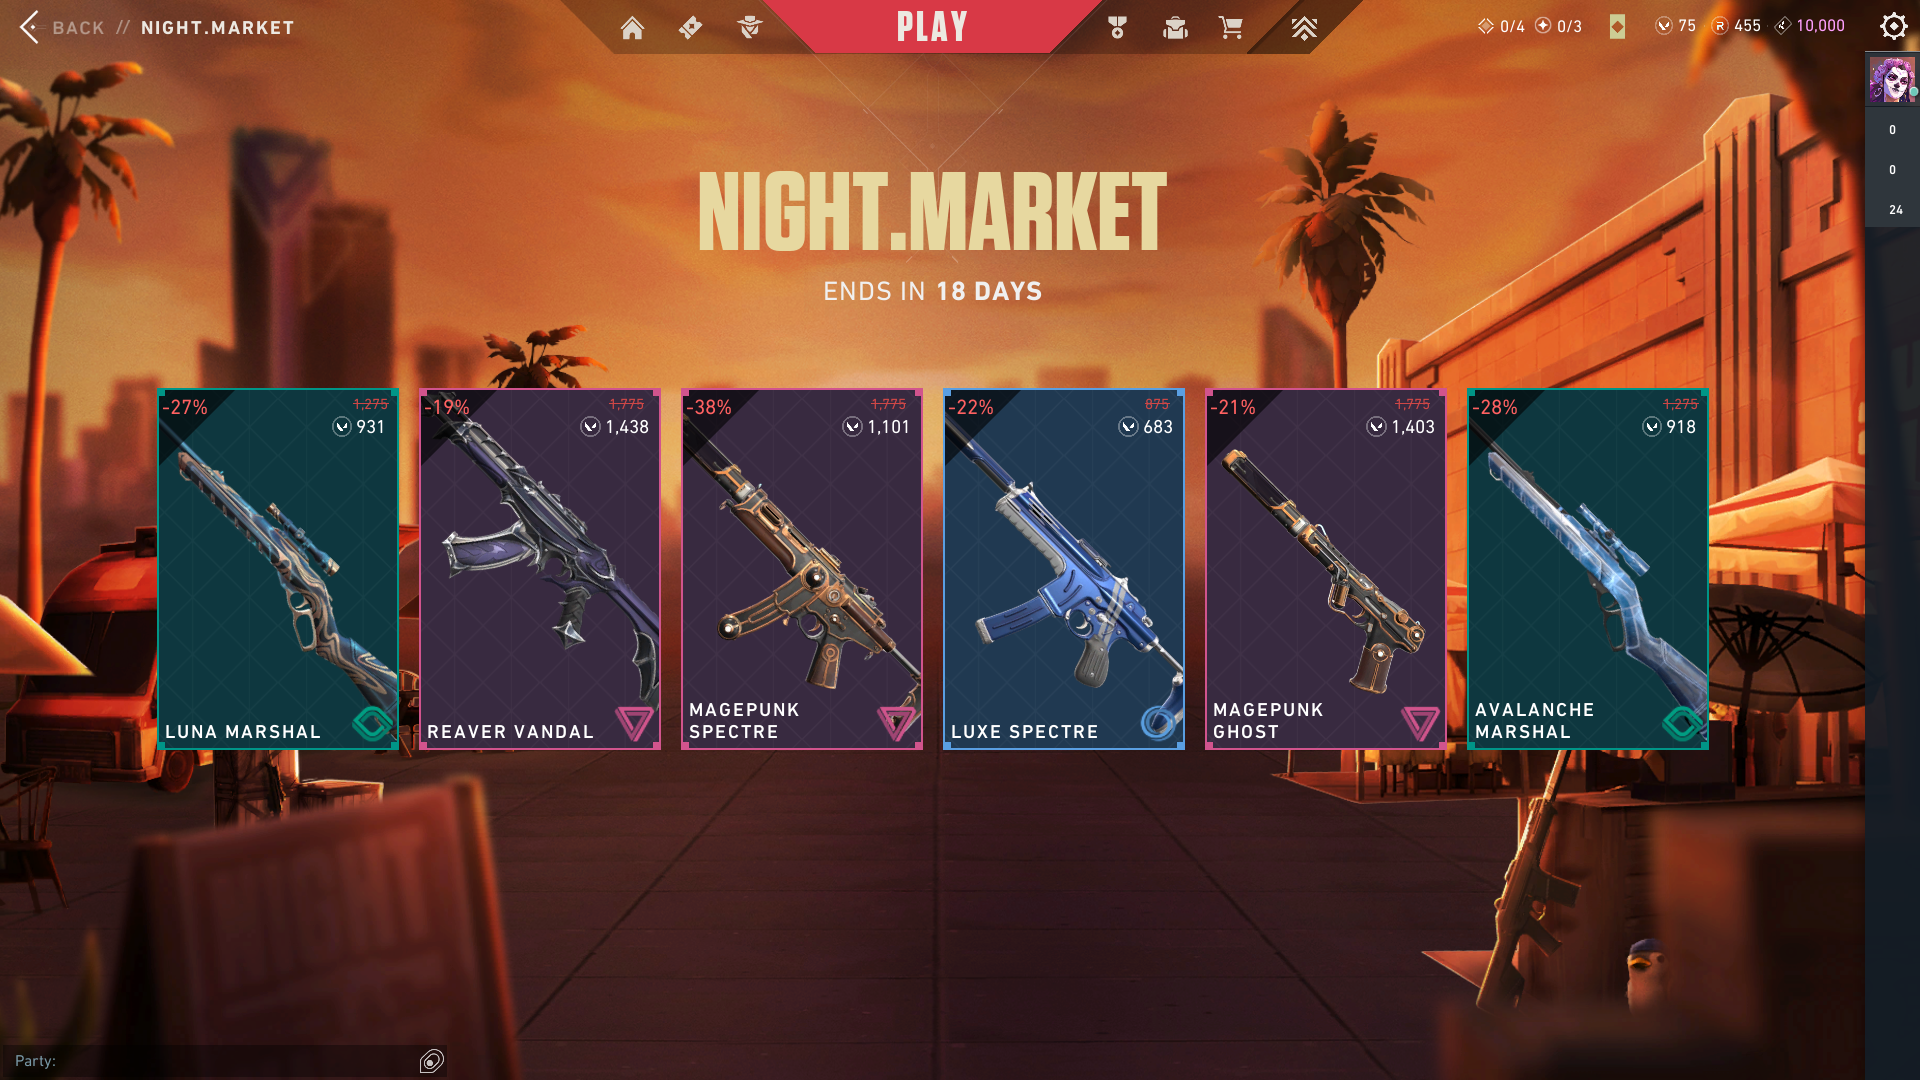 BACK // NIGHT.MARKET
PLAY
0/4 0/3 75 R 455 10,000
0
0
24
NIGHT.MARKET
ENDS IN 18 DAYS
-27% 1,275
931
LUNA MARSHAL
-19% 1,775
1,438
REAVER VANDAL
-38% 1,775
1,101
MAGEPUNK
SPECTRE
-22% 875
683
LUXE SPECTRE
-21% 1,775
1,403
MAGEPUNK
GHOST
-28% 1,275
918
AVALANCHE
MARSHAL
Party: